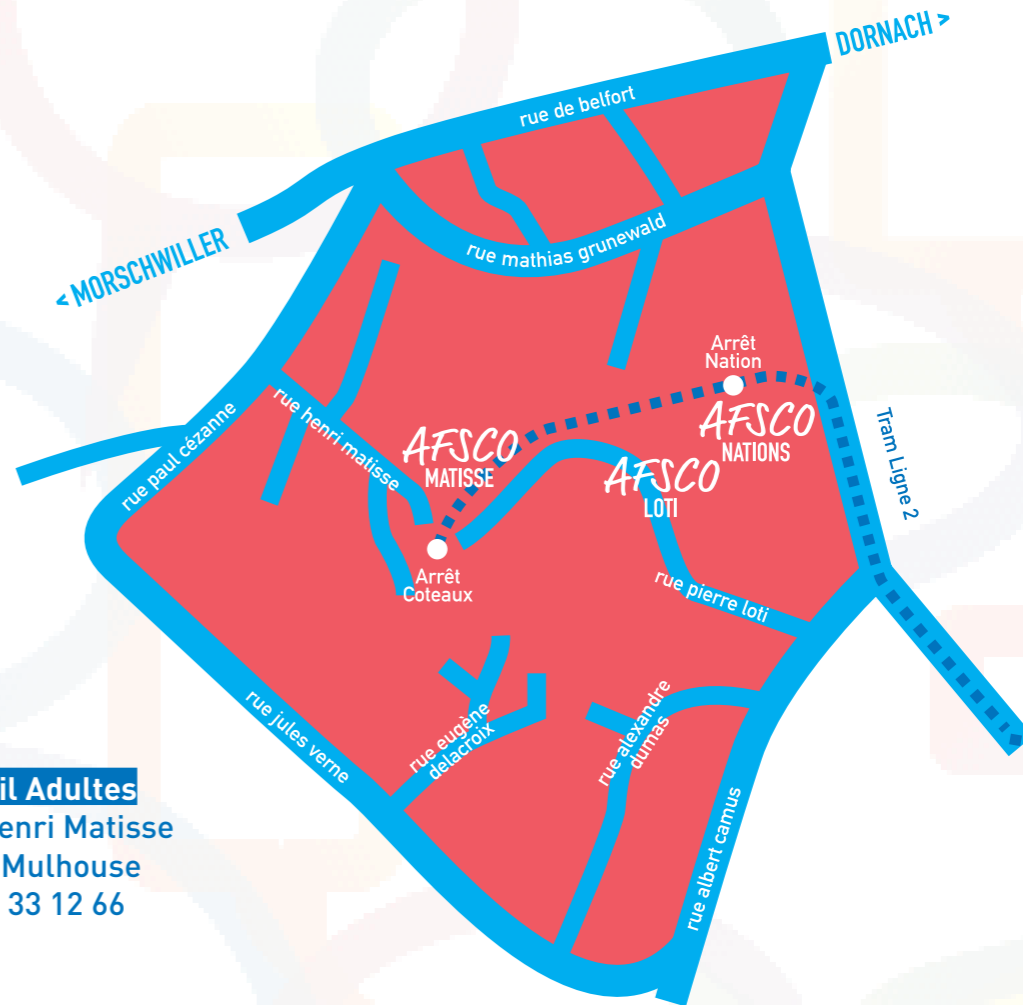 DORNACH >
rue de belfort
< MORSCHWILLER
rue mathias grunewald
Arrêt
Nation
AFSCO
NATIONS
Tram Ligne 2
rue paul cézanne
rue henri matisse
AFSCO
MATISSE
AFSCO
LOTI
Arrêt
Coteaux
rue pierre loti
rue jules verne
rue eugène
delacroix
rue alexandre
dumas
rue albert camus
il Adultes
enri Matisse
Mulhouse
33 12 66